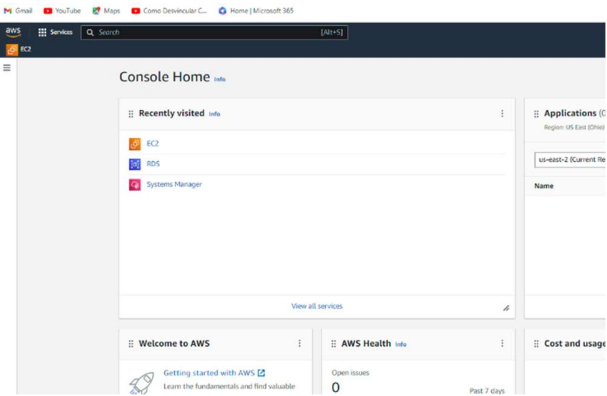 Gmail YouTube Maps Como Desvincular C... Home | Microsoft 365
aws Services Search [Alt+S]
EC2
Console Home Info
Recently visited Info
EC2
RDS
Systems Manager
View all services
Applications (0
Region: US East (Ohio)
us-east-2 (Current Re
Name
Welcome to AWS
Getting started with AWS
Learn the fundamentals and find valuable
AWS Health Info
Open issues
0
Past 7 days
Cost and usage